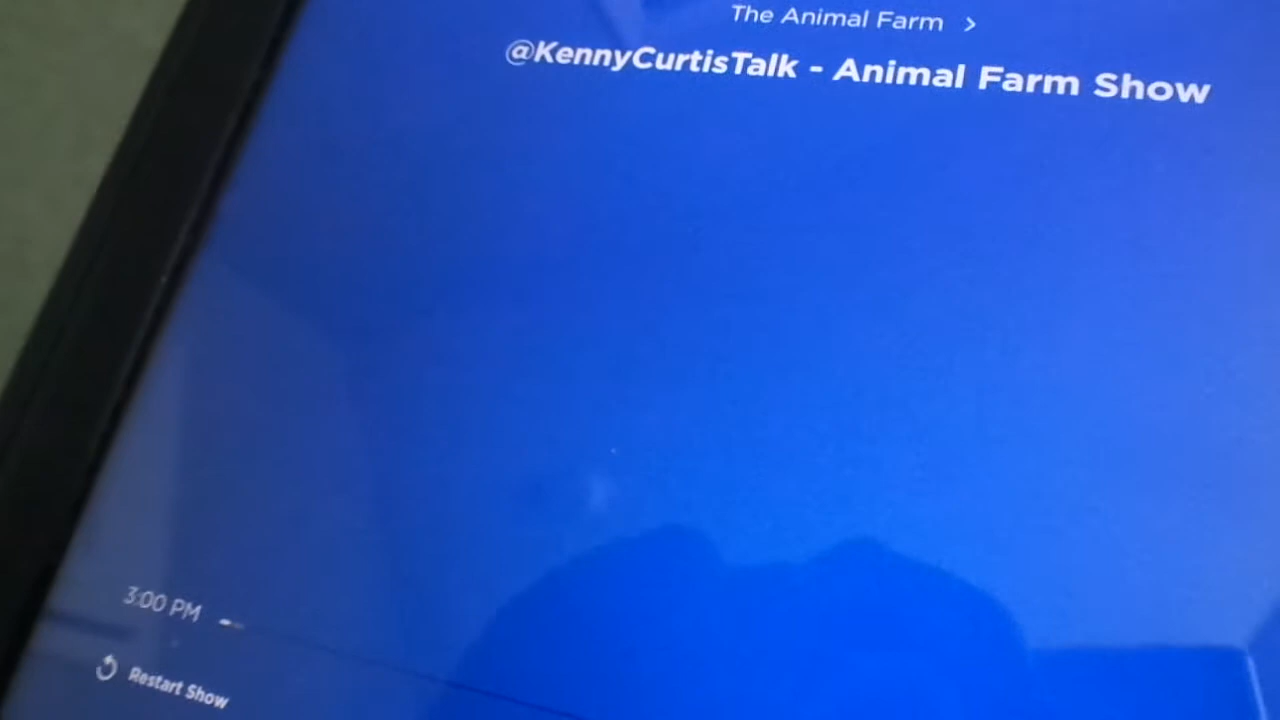 The Animal Farm >
@KennyCurtisTalk - Animal Farm Show
3:00 PM
Restart Show